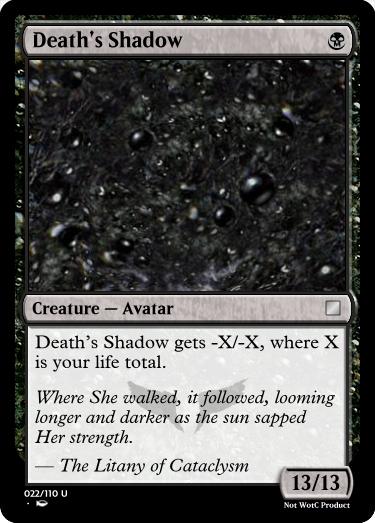 Death's Shadow
Creature — Avatar
Death's Shadow gets -X/-X, where X
is your life total.
Where She walked, it followed, looming
longer and darker as the sun sapped
Her strength.
— The Litany of Cataclysm
13/13
022/110 U
Not WotC Product